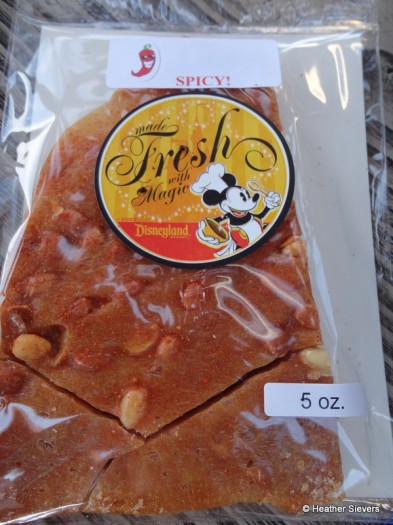 SPICY!
made
Fresh
with
Magic
Disneyland
5 oz.
© Heather Sievers